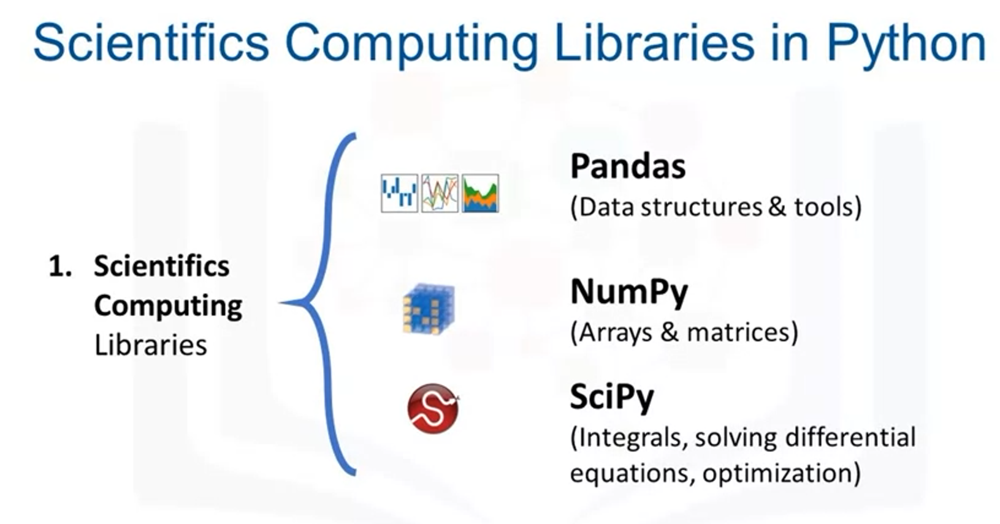 Scientifics Computing Libraries in Python
1. Scientifics
Computing
Libraries
Pandas
(Data structures & tools)
NumPy
(Arrays & matrices)
SciPy
(Integrals, solving differential
equations, optimization)